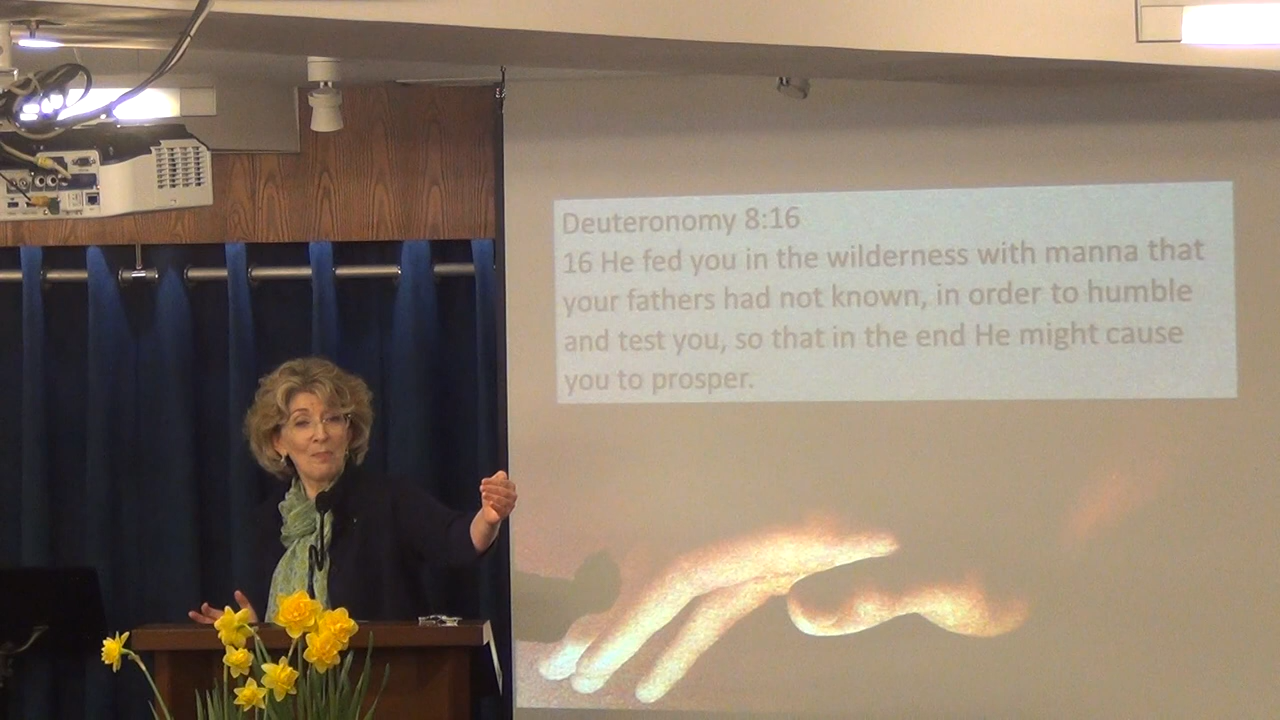 Deuteronomy 8:16
16 He fed you in the wilderness with manna that
your fathers had not known, in order to humble
and test you, so that in the end He might cause
you to prosper.